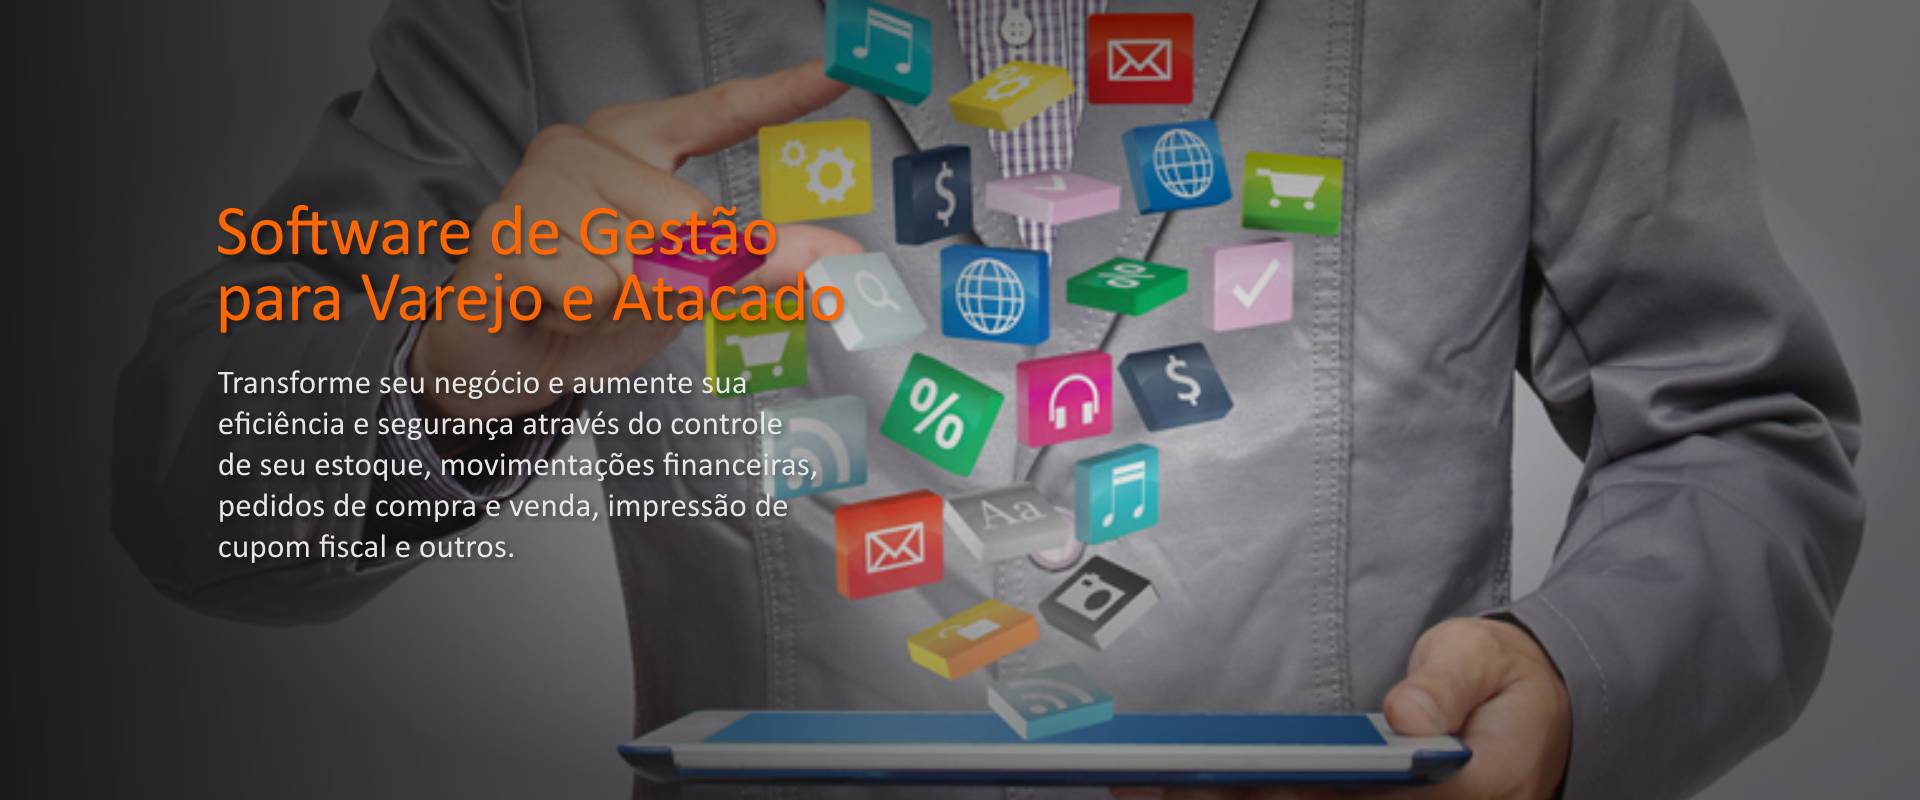 Software de Gestão
para Varejo e Atacado
Transforme seu negócio e aumente sua
eficiência e segurança através do controle
de seu estoque, movimentações financeiras,
pedidos de compra e venda, impressão de
cupom fiscal e outros.
$
%
%
$
Aa